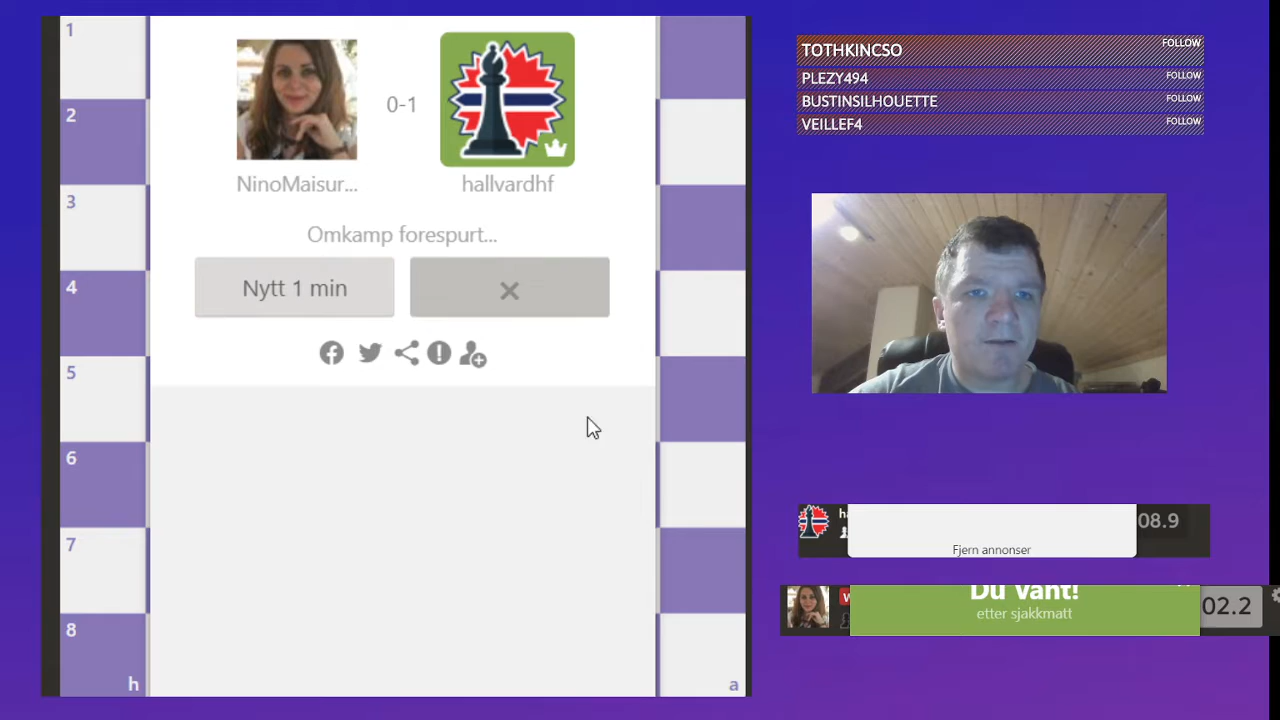 1
2
3
4
5
6
7
8
h
a
0-1
NinoMaisur...
hallvardhf
Omkamp forespurt...
Nytt 1 min
TOTHKINCSO FOLLOW
PLEZY494 FOLLOW
BUSTINSILHOUETTE FOLLOW
VEILLEF4 FOLLOW
08.9
Fjern annonser
Du vant!
etter sjakkmatt
02.2